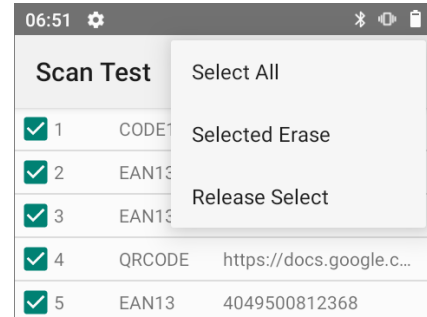 06:51
Scan Test
Select All
Selected Erase
Release Select
1
2 EAN13
3 EAN13
4 QRCODE https://docs.google.c...
5 EAN13 4049500812368